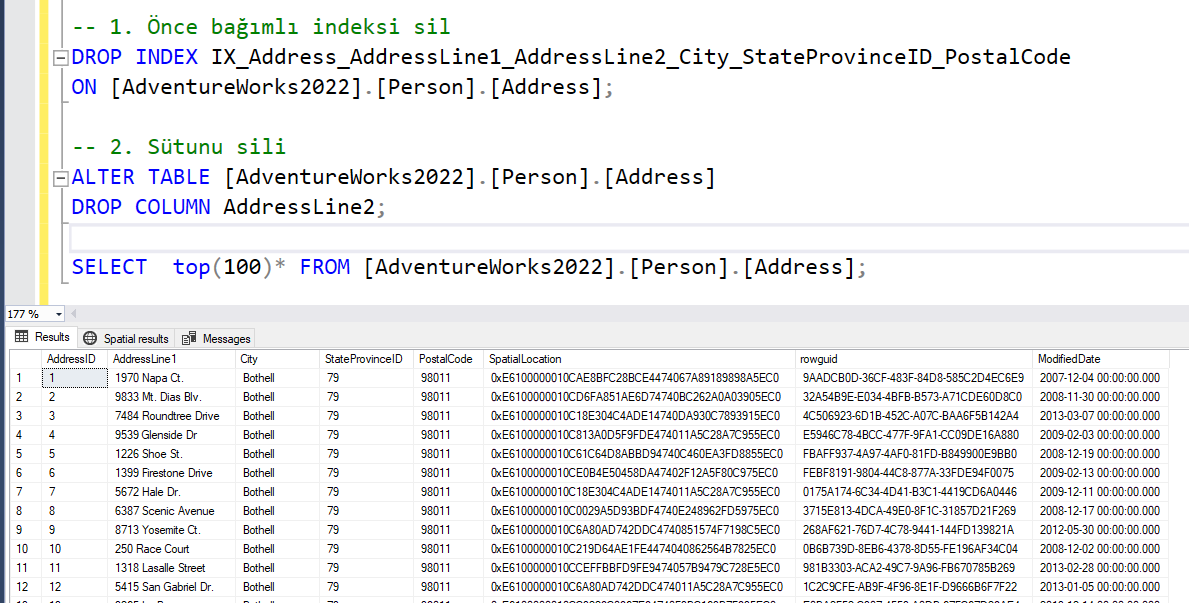 -- 1. Önce bağımlı indeksi sil
DROP INDEX IX_Address_AddressLine1_AddressLine2_City_StateProvinceID_PostalCode
ON [AdventureWorks2022].[Person].[Address];
-- 2. Sütunu sili
ALTER TABLE [AdventureWorks2022].[Person].[Address]
DROP COLUMN AddressLine2;
SELECT  top(100)* FROM [AdventureWorks2022].[Person].[Address];
177 %
Results Spatial results Messages
AddressID AddressLine1 City StateProvinceID PostalCode SpatialLocation rowguid ModifiedDate
1 1 1970 Napa Ct. Bothell 79 98011 0xE6100000010CAE8BFC28BCE4474067A89189898A5EC0 9AADCB0D-36CF-483F-84D8-585C2D4EC6E9 2007-12-04 00:00:00.000
2 2 9833 Mt. Dias Blv. Bothell 79 98011 0xE6100000010CD6FA851AE6D74740BC262A0A03905EC0 32A54B9E-E034-4BFB-B573-A71CDE60D8C0 2008-11-30 00:00:00.000
3 3 7484 Roundtree Drive Bothell 79 98011 0xE6100000010C18E304C4ADE14740DA930C7893915EC0 4C506923-6D1B-452C-A07C-BAA6F5B142A4 2013-03-07 00:00:00.000
4 4 9539 Glenside Dr Bothell 79 98011 0xE6100000010C813A0D5F9FDE474011A5C28A7C955EC0 E5946C78-4BCC-477F-9FA1-CC09DE16A880 2009-02-03 00:00:00.000
5 5 1226 Shoe St. Bothell 79 98011 0xE6100000010C61C64D8ABBD94740C460EA3FD8855EC0 FBAFF937-4A97-4AF0-81FD-B849900E9BB0 2008-12-19 00:00:00.000
6 6 1399 Firestone Drive Bothell 79 98011 0xE6100000010CE0B4E50458DA47402F12A5F80C975EC0 FEBF8191-9804-44C8-877A-33FDE94F0075 2009-02-13 00:00:00.000
7 7 5672 Hale Dr. Bothell 79 98011 0xE6100000010C18E304C4ADE1474011A5C28A7C955EC0 0175A174-6C34-4D41-B3C1-4419CD6A0446 2009-12-11 00:00:00.000
8 8 6387 Scenic Avenue Bothell 79 98011 0xE6100000010C0029A5D93BDF4740E248962FD5975EC0 3715E813-4DCA-49E0-8F1C-31857D21F269 2008-12-17 00:00:00.000
9 9 8713 Yosemite Ct. Bothell 79 98011 0xE6100000010C6A80AD742DDC4740851574F7198C5EC0 268AF621-76D7-4C78-9441-144FD139821A 2012-05-30 00:00:00.000
10 10 250 Race Court Bothell 79 98011 0xE6100000010C219D64AE1FE4474040862564B7825EC0 0B6B739D-8EB6-4378-8D55-FE196AF34C04 2008-12-02 00:00:00.000
11 11 1318 Lasalle Street Bothell 79 98011 0xE6100000010CCEFFBBFD9FE9474057B9479C728E5EC0 981B3303-ACA2-49C7-9A96-FB670785B269 2013-02-28 00:00:00.000
12 12 5415 San Gabriel Dr. Bothell 79 98011 0xE6100000010C6A80AD742DDC474011A5C28A7C955EC0 1C2C9CFE-AB9F-4F96-8E1F-D9666B6F7F22 2013-01-05 00:00:00.000